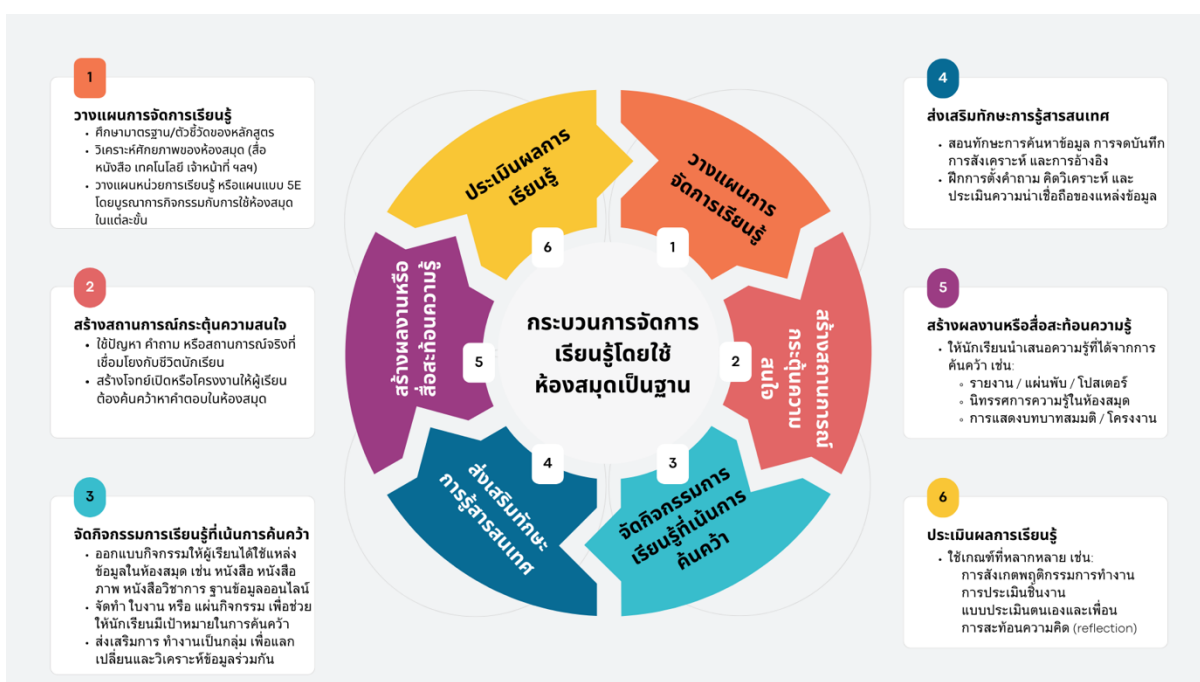 1
วางแผนการจัดการเรียนรู้
• ศึกษามาตรฐาน/ตัวชี้วัดของหลักสูตร
• วิเคราะห์ศักยภาพของห้องสมุด (สื่อ
หนังสือ เทคโนโลยี เจ้าหน้าที่ ฯลฯ)
• วางแผนหน่วยการเรียนรู้ หรือแผนแบบ 5E
โดยบูรณาการกิจกรรมกับการใช้ห้องสมุด
ในแต่ละขั้น
2
สร้างสถานการณ์กระตุ้นความสนใจ
• ใช้ปัญหา คำถาม หรือสถานการณ์จริงที่
เชื่อมโยงกับชีวิตนักเรียน
• สร้างโจทย์เปิดหรือโครงงานให้ผู้เรียน
ต้องค้นคว้าหาคำตอบในห้องสมุด
3
จัดกิจกรรมการเรียนรู้ที่เน้นการค้นคว้า
• ออกแบบกิจกรรมให้ผู้เรียนได้ใช้แหล่ง
ข้อมูลในห้องสมุด เช่น หนังสือ หนังสือ
ภาพ หนังสือวิชาการ ฐานข้อมูลออนไลน์
• จัดทำ ใบงาน หรือ แผ่นกิจกรรม เพื่อช่วย
ให้นักเรียนมีเป้าหมายในการค้นคว้า
• ส่งเสริมการ ทำงานเป็นกลุ่ม เพื่อแลก
เปลี่ยนและวิเคราะห์ข้อมูลร่วมกัน
กระบวนการจัดการ
เรียนรู้โดยใช้
ห้องสมุดเป็นฐาน
1
วางแผนการ
จัดการเรียนรู้
2
สร้างสถานการณ์
กระตุ้นความ
สนใจ
3
จัดกิจกรรมการ
เรียนรู้ที่เน้นการ
ค้นคว้า
4
ส่งเสริมทักษะ
การรู้สารสนเทศ
5
สร้างผลงานหรือ
สื่อสะท้อนความรู้
6
ประเมินผลการ
เรียนรู้
4
ส่งเสริมทักษะการรู้สารสนเทศ
• สอนทักษะการค้นหาข้อมูล การจดบันทึก
การสังเคราะห์ และการอ้างอิง
• ฝึกการตั้งคำถาม คิดวิเคราะห์ และ
ประเมินความน่าเชื่อถือของแหล่งข้อมูล
5
สร้างผลงานหรือสื่อสะท้อนความรู้
• ให้นักเรียนนำเสนอความรู้ที่ได้จากการ
ค้นคว้า เช่น:
◦ รายงาน / แผ่นพับ / โปสเตอร์
◦ นิทรรศการความรู้ในห้องสมุด
◦ การแสดงบทบาทสมมติ / โครงงาน
6
ประเมินผลการเรียนรู้
• ใช้เกณฑ์ที่หลากหลาย เช่น:
การสังเกตพฤติกรรมการทำงาน
การประเมินชิ้นงาน
แบบประเมินตนเองและเพื่อน
การสะท้อนความคิด (reflection)